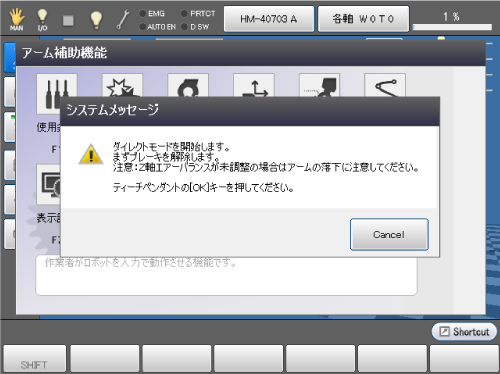 MAN
I/O
EMG
PRTCT
AUTO EN
D SW
HM-40703 A
各軸 W0T0
1 %
アーム補助機能
使用
F
表示
F
システムメッセージ
ダイレクトモードを開始します。
まずブレーキを解除します。
注意:Z軸エアーバランスが未調整の場合はアームの落下に注意してください。
ティーチペンダントの[OK]キーを押してください。
Cancel
作業者がロボットを人力で動作させる機能です。
Shortcut
SHIFT